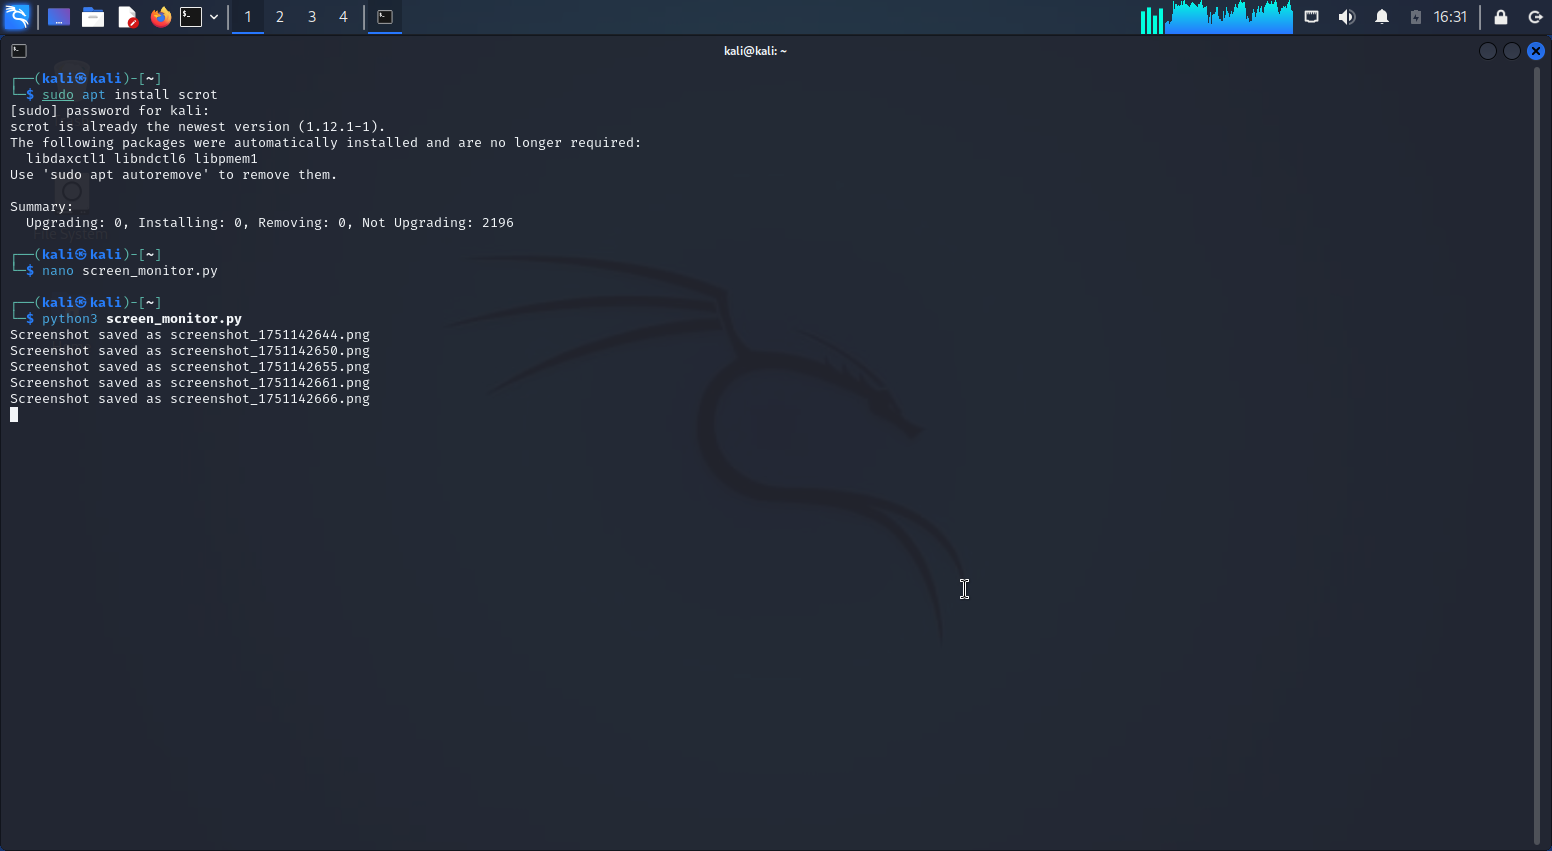 1 2 3 4 16:31
kali@kali: ~
┌──(kali㉿kali)-[~]
└─$ sudo apt install scrot
[sudo] password for kali:
scrot is already the newest version (1.12.1-1).
The following packages were automatically installed and are no longer required:
  libdaxctl1 libndctl6 libpmem1
Use 'sudo apt autoremove' to remove them.

Summary:
  Upgrading: 0, Installing: 0, Removing: 0, Not Upgrading: 2196

┌──(kali㉿kali)-[~]
└─$ nano screen_monitor.py

┌──(kali㉿kali)-[~]
└─$ python3 screen_monitor.py
Screenshot saved as screenshot_1751142644.png
Screenshot saved as screenshot_1751142650.png
Screenshot saved as screenshot_1751142655.png
Screenshot saved as screenshot_1751142661.png
Screenshot saved as screenshot_1751142666.png